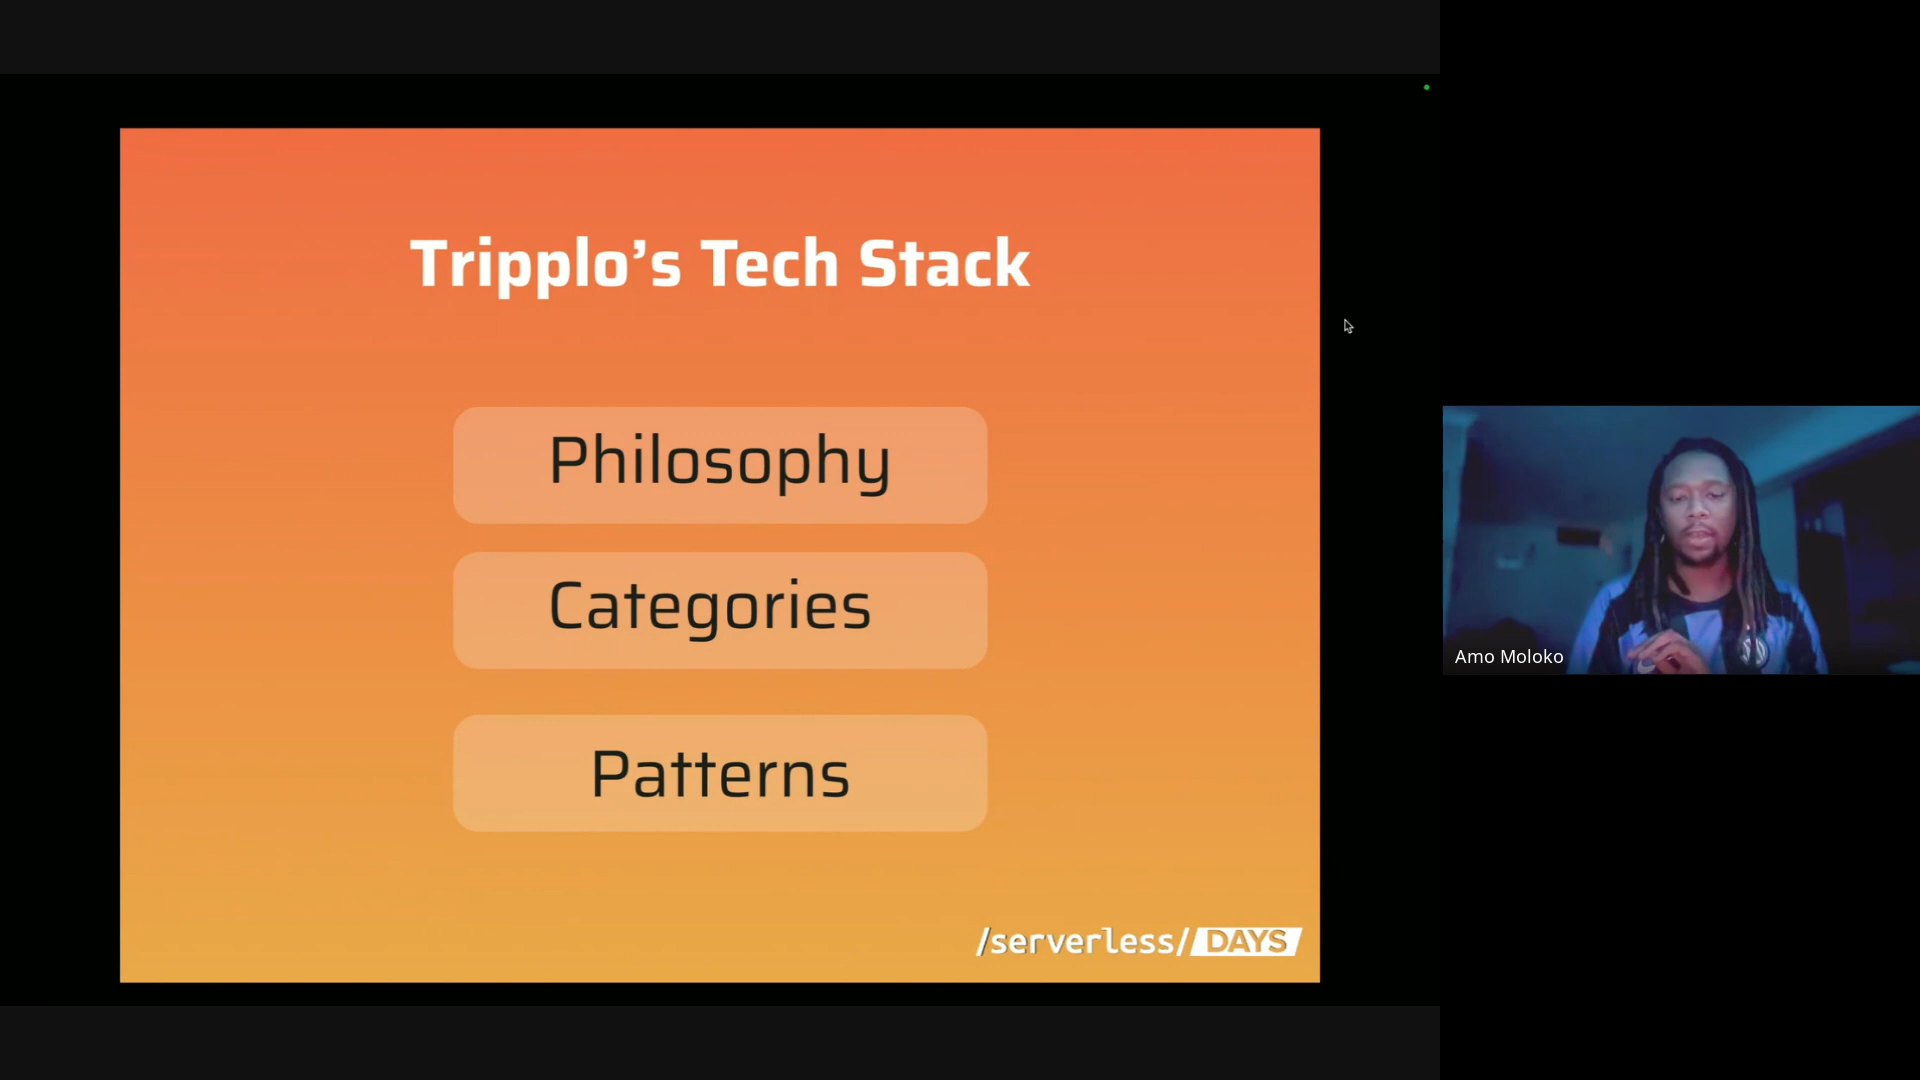 Tripplo’s Tech Stack
Philosophy
Categories
Patterns
/serverless/DAYS
Amo Moloko